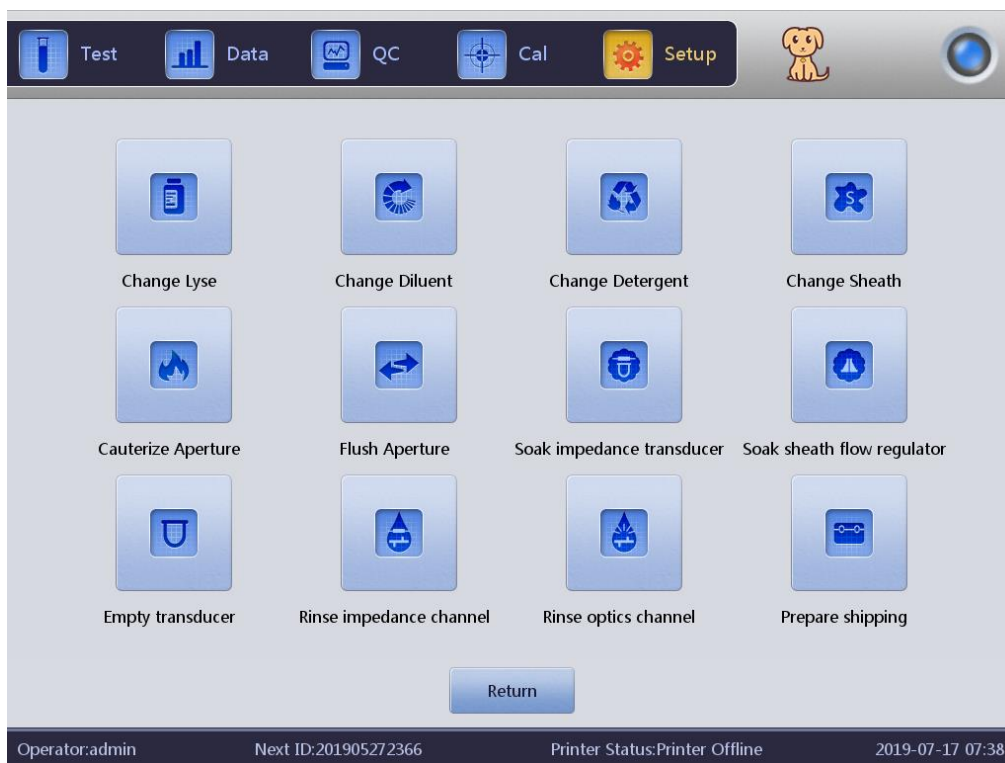 Test Data QC Cal Setup
Change Lyse Change Diluent Change Detergent Change Sheath
S
Cauterize Aperture Flush Aperture Soak impedance transducer Soak sheath flow regulator
Empty transducer Rinse impedance channel Rinse optics channel Prepare shipping
Return
Operator:admin Next ID:201905272366 Printer Status:Printer Offline 2019-07-17 07:38